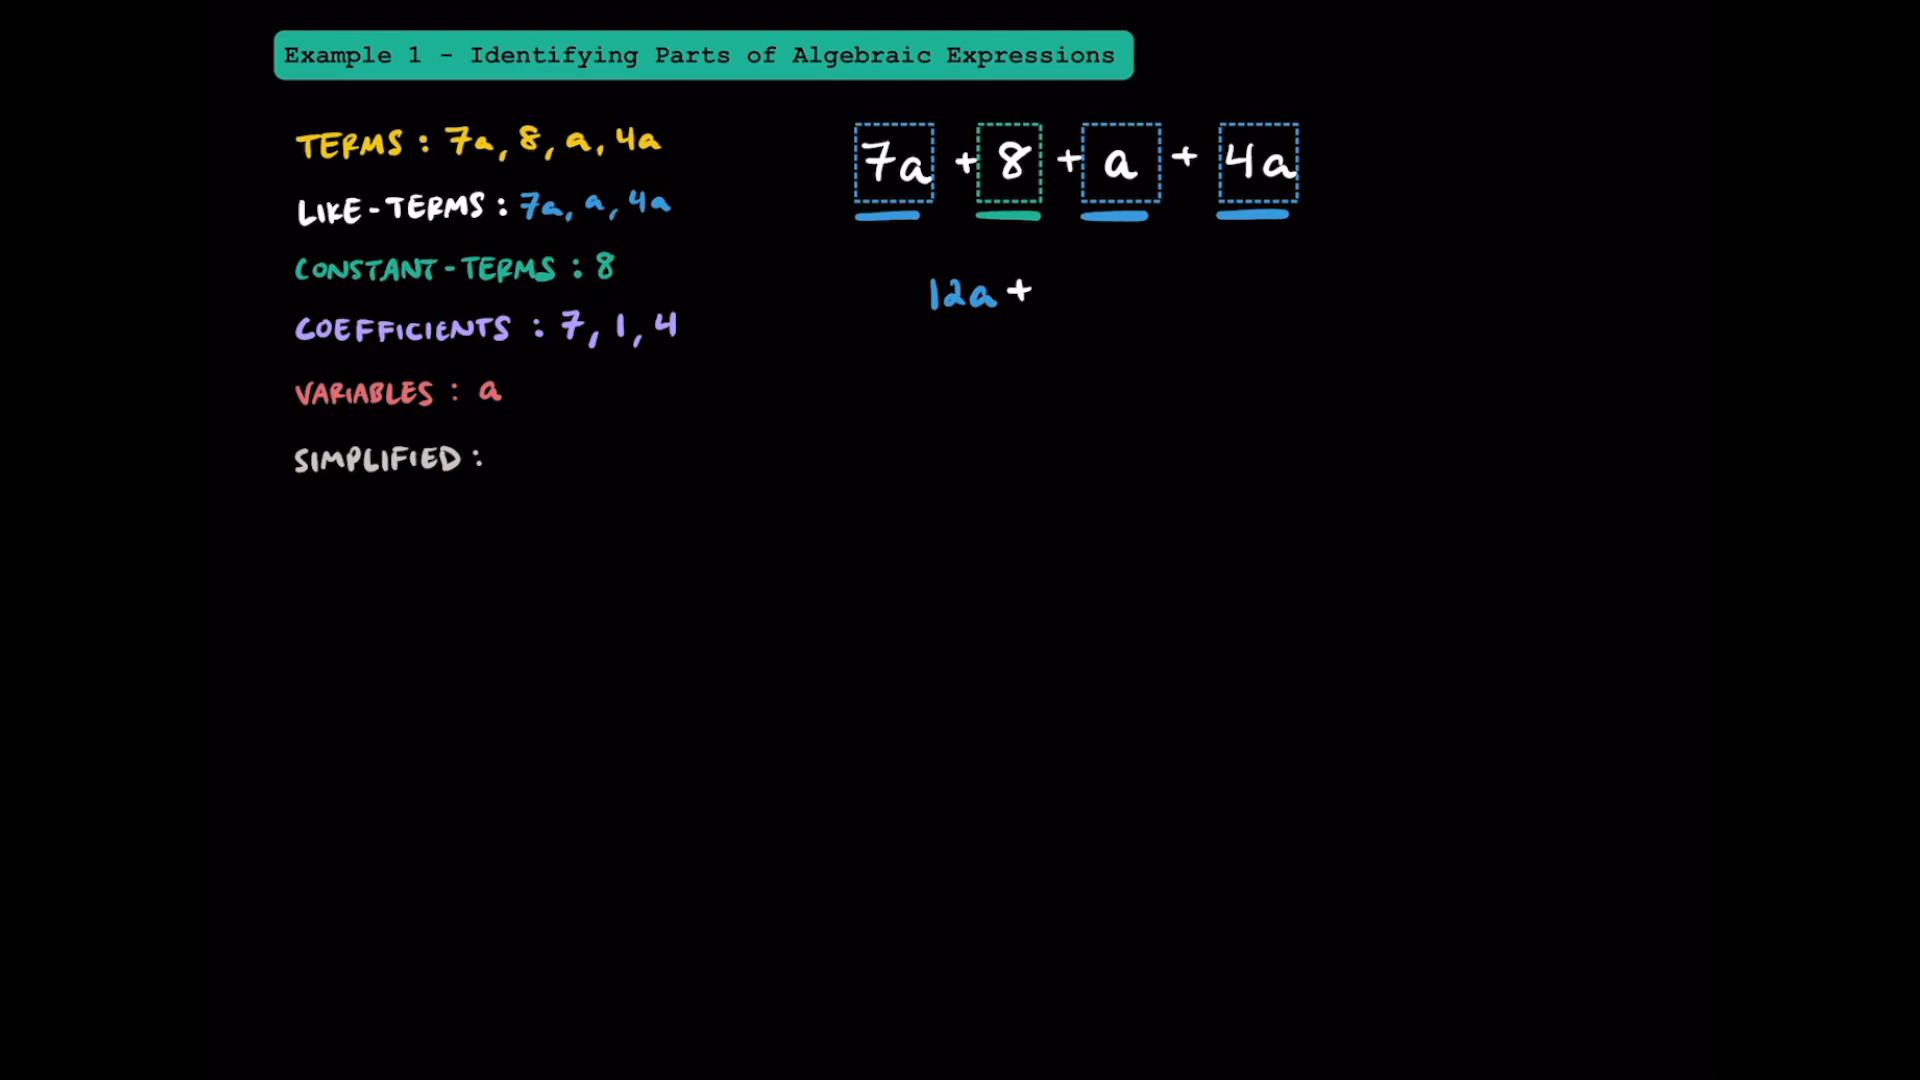 Example 1 - Identifying Parts of Algebraic Expressions
TERMS : 7a, 8, a, 4a
LIKE-TERMS : 7a, a, 4a
CONSTANT-TERMS : 8
COEFFICIENTS : 7, 1, 4
VARIABLES : a
SIMPLIFIED :
7a + 8 + a + 4a
12a +